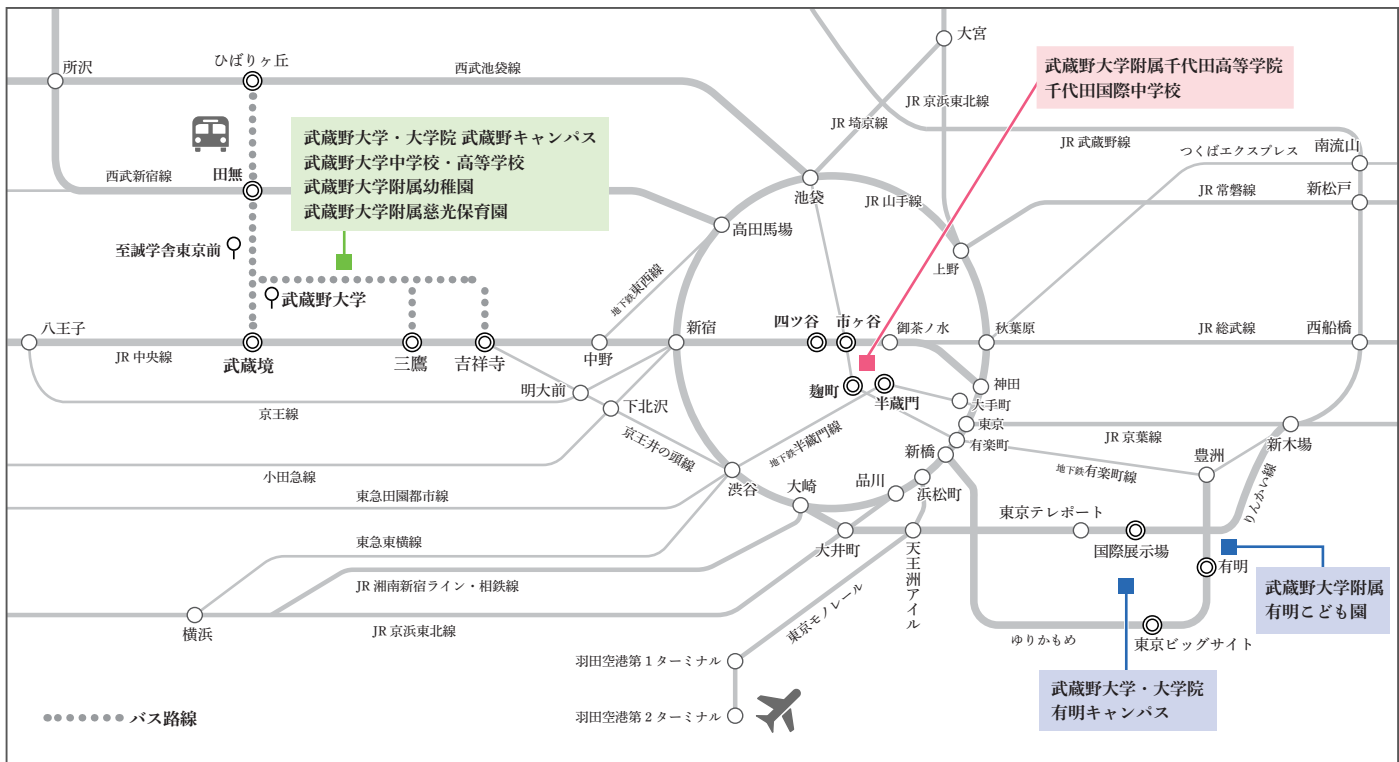 大宮
所沢
ひばりヶ丘
西武池袋線
武蔵野大学附属千代田高等学院
千代田国際中学校
JR 京浜東北線
JR 埼京線
JR 武蔵野線
南流山
つくばエクスプレス
武蔵野大学・大学院 武蔵野キャンパス
武蔵野大学中学校・高等学校
武蔵野大学附属幼稚園
武蔵野大学附属慈光保育園
田無
西武新宿線
池袋
JR 山手線
JR 常磐線
新松戸
高田馬場
至誠学舎東京前
上野
地下鉄東西線
武蔵野大学
八王子
JR 中央線
武蔵境
三鷹
吉祥寺
中野
新宿
四ツ谷
市ヶ谷
御茶ノ水
秋葉原
JR 総武線
西船橋
明大前
下北沢
麹町
半蔵門
神田
大手町
京王線
京王井の頭線
地下鉄半蔵門線
東京
有楽町
JR 京葉線
新木場
新橋
豊洲
地下鉄有楽町線
りんかい線
小田急線
渋谷
大崎
品川
浜松町
東急田園都市線
東京テレポート
国際展示場
東急東横線
大井町
天王洲アイル
有明
武蔵野大学附属
有明こども園
JR 湘南新宿ライン・相鉄線
横浜
JR 京浜東北線
東京モノレール
ゆりかもめ
東京ビッグサイト
羽田空港第1ターミナル
羽田空港第2ターミナル
武蔵野大学・大学院
有明キャンパス
バス路線